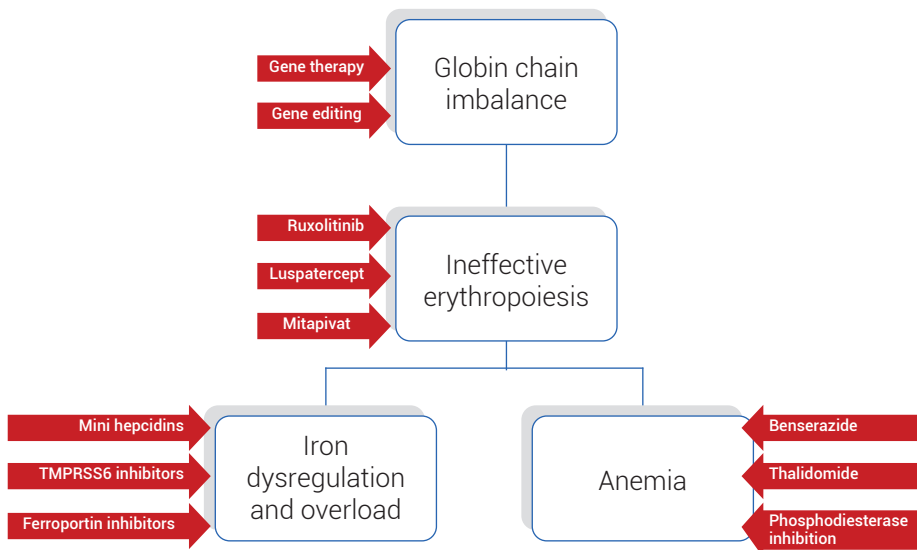 Gene therapy
Gene editing
Globin chain
imbalance
Ruxolitinib
Luspatercept
Mitapivat
Ineffective
erythropoiesis
Mini hepcidins
TMPRSS6 inhibitors
Ferroportin inhibitors
Iron
dysregulation
and overload
Anemia
Benserazide
Thalidomide
Phosphodiesterase
inhibition